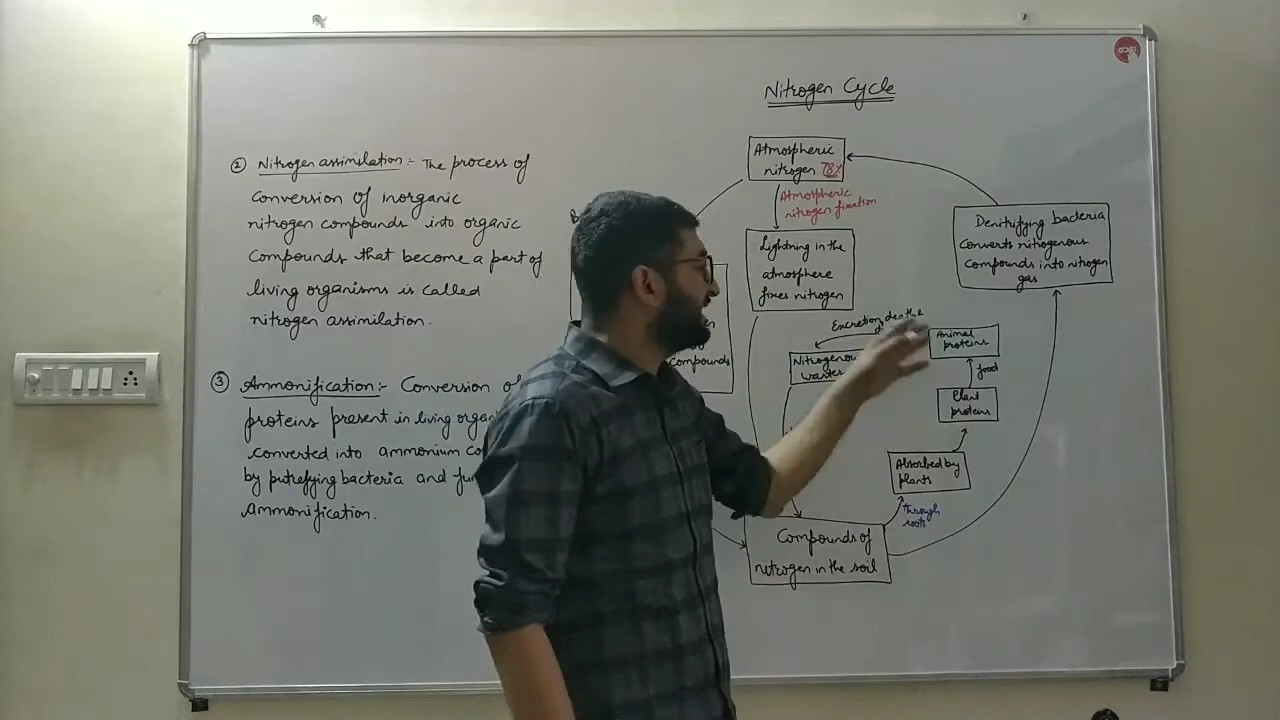 Nitrogen Cycle
② Nitrogen assimilation:- The process of
conversion of inorganic
nitrogen compounds into organic
compounds that become a part of
living organisms is called
nitrogen assimilation.
③ Ammonification:- Conversion of
proteins present in living
converted into ammonium
by putrefying bacteria and
ammonification.
Atmospheric
nitrogen 78%
Atmospheric
nitrogen fixation
Lightning in the
atmosphere
fixes nitrogen
compounds
Denitrifying bacteria
converts nitrogenous
compounds into nitrogen
gas
Excretion
Animal
proteins
Nitrogenous
wastes
food
Plant
proteins
Absorbed by
plants
through
roots
Compounds of
nitrogen in the soil